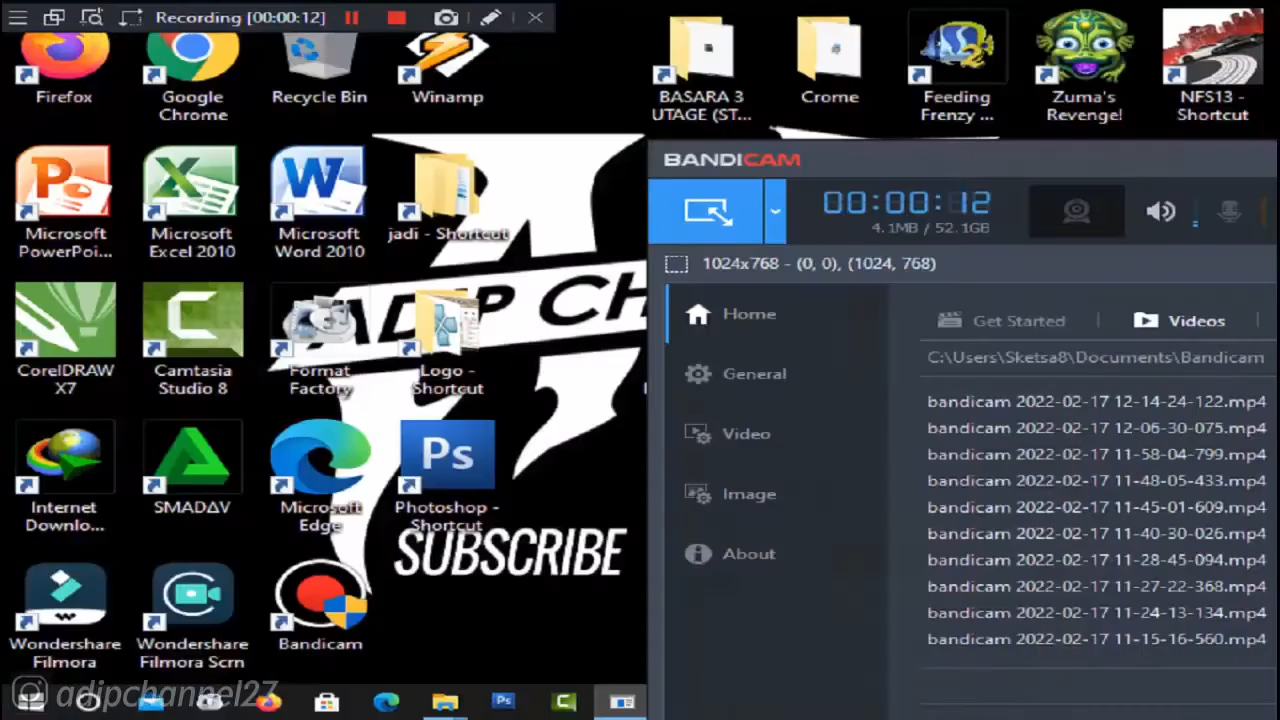 Recording [00:00:12]
Firefox
Google
Chrome
Recycle Bin
Winamp
BASARA 3
UTAGE (ST...
Crome
Feeding
Frenzy ...
Zuma's
Revenge!
NFS13 -
Shortcut
Microsoft
PowerPoi...
Microsoft
Excel 2010
Microsoft
Word 2010
jadi - Shortcut
CorelDRAW
X7
Camtasia
Studio 8
Format
Factory
Logo -
Shortcut
ADIP CH
Internet
Downlo...
SMADΔV
Microsoft
Edge
Ps
Photoshop -
Shortcut
SUBSCRIBE
Wondershare
Filmora
Wondershare
Filmora Scrn
Bandicam
adipchannel27
Ps
BANDICAM
00:00:12
4.1MB / 52.1GB
1024x768 - (0, 0), (1024, 768)
Home
General
Video
Image
About
Get Started
Videos
C:\Users\Sketsa8\Documents\Bandicam
bandicam 2022-02-17 12-14-24-122.mp4
bandicam 2022-02-17 12-06-30-075.mp4
bandicam 2022-02-17 11-58-04-799.mp4
bandicam 2022-02-17 11-48-05-433.mp4
bandicam 2022-02-17 11-45-01-609.mp4
bandicam 2022-02-17 11-40-30-026.mp4
bandicam 2022-02-17 11-28-45-094.mp4
bandicam 2022-02-17 11-27-22-368.mp4
bandicam 2022-02-17 11-24-13-134.mp4
bandicam 2022-02-17 11-15-16-560.mp4